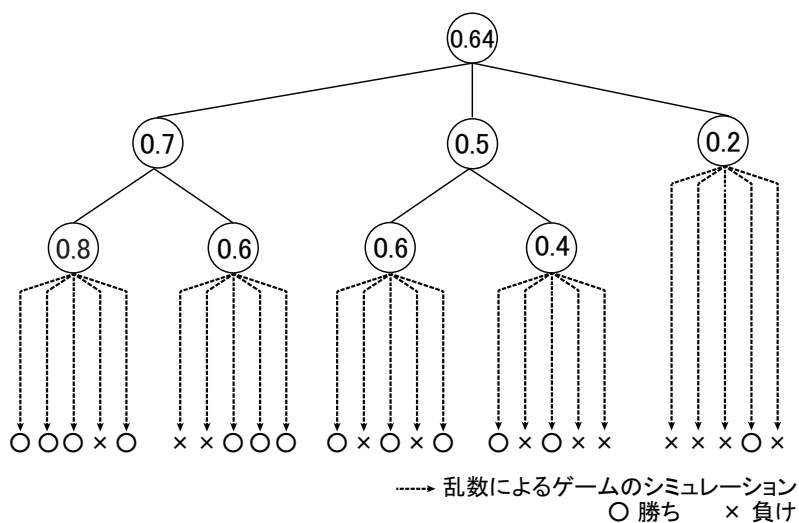 0.64
0.7 0.5 0.2
0.8 0.6 0.6 0.4
○ ○ ○ × ○ × × ○ ○ ○ ○ × ○ × ○ ○ × ○ × × × × × ○ ×
乱数によるゲームのシミュレーション
○ 勝ち × 負け